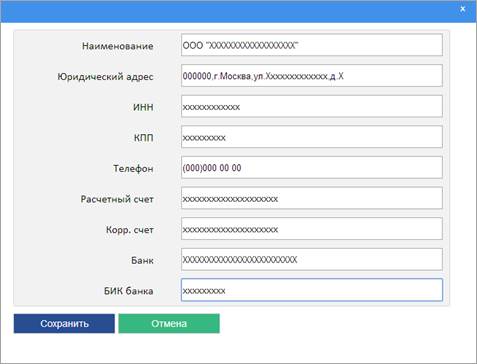 x
Наименование ООО "XXXXXXXXXXXXXXXXXX"
Юридический адрес 000000,г.Москва,ул.Xxxxxxxxxxxxx,д.X
ИНН xxxxxxxxxxxx
КПП xxxxxxxxx
Телефон (000)000 00 00
Расчетный счет xxxxxxxxxxxxxxxxxxxx
Корр. счет xxxxxxxxxxxxxxxxxxxx
Банк XXXXXXXXXXXXXXXXXXXXXXXX
БИК банка xxxxxxxxx
Сохранить Отмена